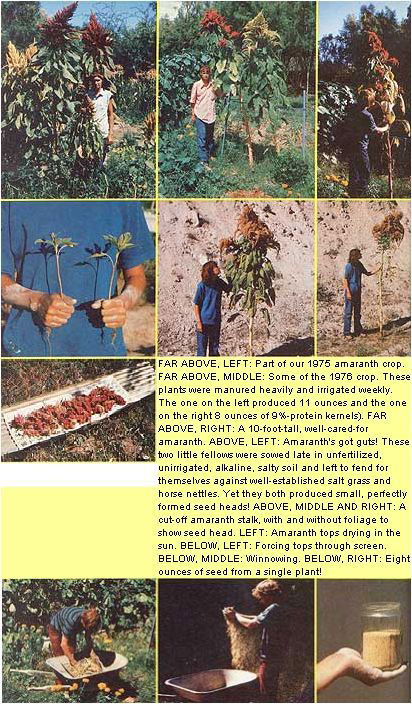 FAR ABOVE, LEFT: Part of our 1975 amaranth crop.
FAR ABOVE, MIDDLE: Some of the 1976 crop. These
plants were manured heavily and irrigated weekly.
The one on the left produced 11 ounces and the one
on the right 8 ounces of 9%-protein kernels). FAR
ABOVE, RIGHT: A 10-foot-tall, well-cared-for
amaranth. ABOVE, LEFT: Amaranth's got guts! These
two little fellows were sowed late in unfertilized,
unirrigated, alkaline, salty soil and left to fend for
themselves against well-established salt grass and
horse nettles. Yet they both produced small, perfectly
formed seed heads! ABOVE, MIDDLE AND RIGHT: A
cut-off amaranth stalk, with and without foliage to
show seed head. LEFT: Amaranth tops drying in the
sun. BELOW, LEFT: Forcing tops through screen.
BELOW, MIDDLE: Winnowing. BELOW, RIGHT: Eight
ounces of seed from a single plant!